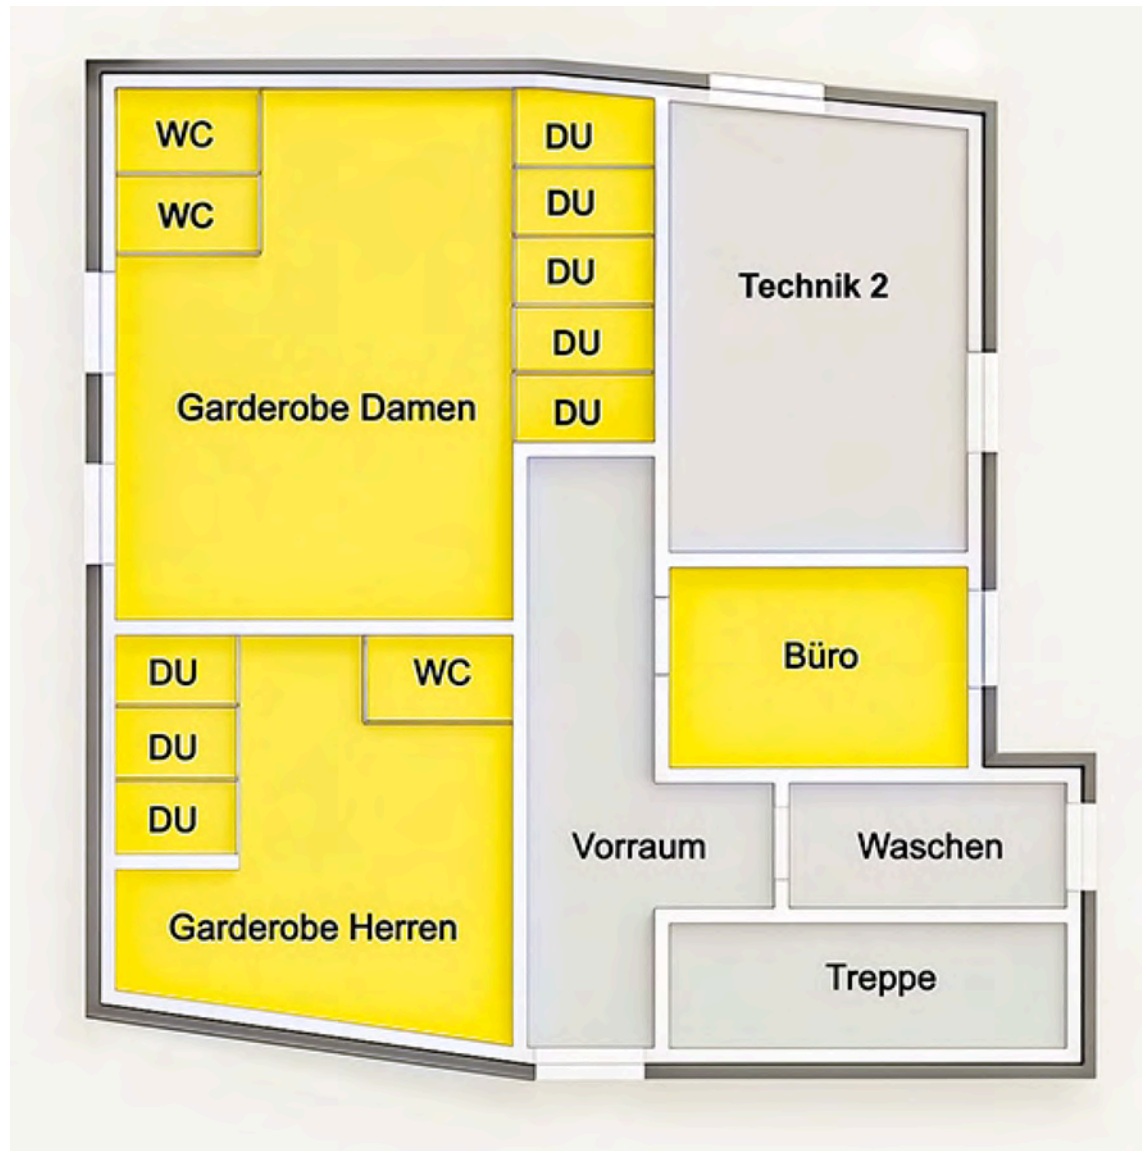 WC
DU
WC
DU
DU
Technik 2
DU
Garderobe Damen
DU
DU
WC
Büro
DU
DU
Vorraum
Waschen
Garderobe Herren
Treppe